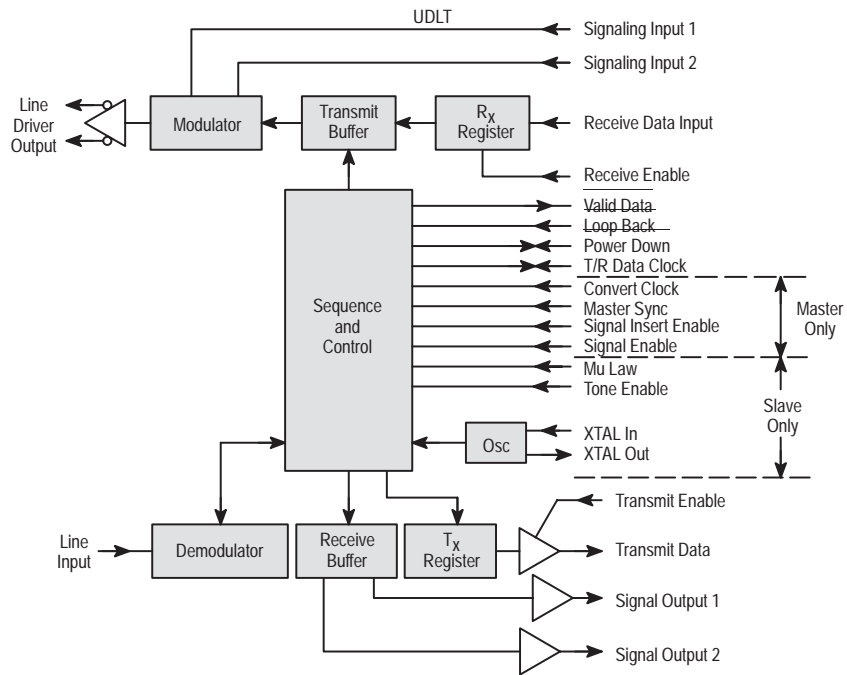 UDLT
Signaling Input 1
Signaling Input 2
Line
Driver
Output
Modulator
Transmit
Buffer
RX
Register
Receive Data Input
Receive Enable
Valid Data
Loop Back
Power Down
T/R Data Clock
Convert Clock
Master Sync
Signal Insert Enable
Signal Enable
Mu Law
Tone Enable
Master
Only
Sequence
and
Control
Slave
Only
Osc
XTAL In
XTAL Out
Transmit Enable
Line
Input
Demodulator
Receive
Buffer
TX
Register
Transmit Data
Signal Output 1
Signal Output 2